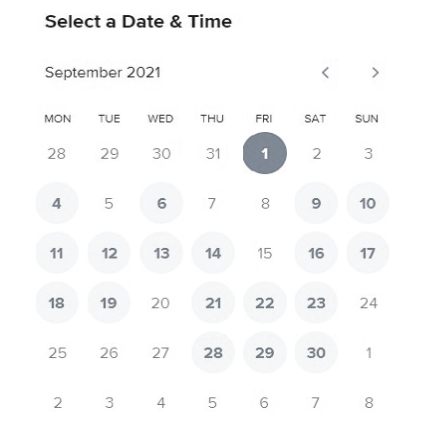 Select a Date & Time
September 2021
MON TUE WED THU FRI SAT SUN
28 29 30 31 1 2 3
4 5 6 7 8 9 10
11 12 13 14 15 16 17
18 19 20 21 22 23 24
25 26 27 28 29 30 1
2 3 4 5 6 7 8